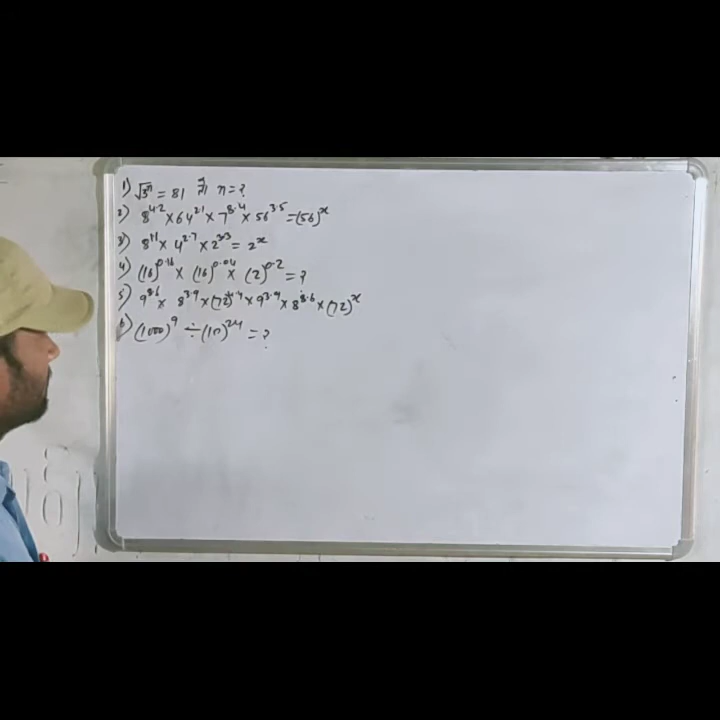 1) √3ⁿ = 81 तो n = ?
2) 8^4.2 × 64^2.1 × 7^8.4 × 56^3.5 = (56)^x
3) 8^11 × 4^2.7 × 2^3.3 = 2^x
4) (16)^0.16 × (16)^0.04 × (2)^0.2 = ?
5) 9^8.6 × 8^3.9 × (72)^4.4 × 9^3.9 × 8^8.6 × (72)^x
6) (1000)^9 ÷ (10)^24 = ?